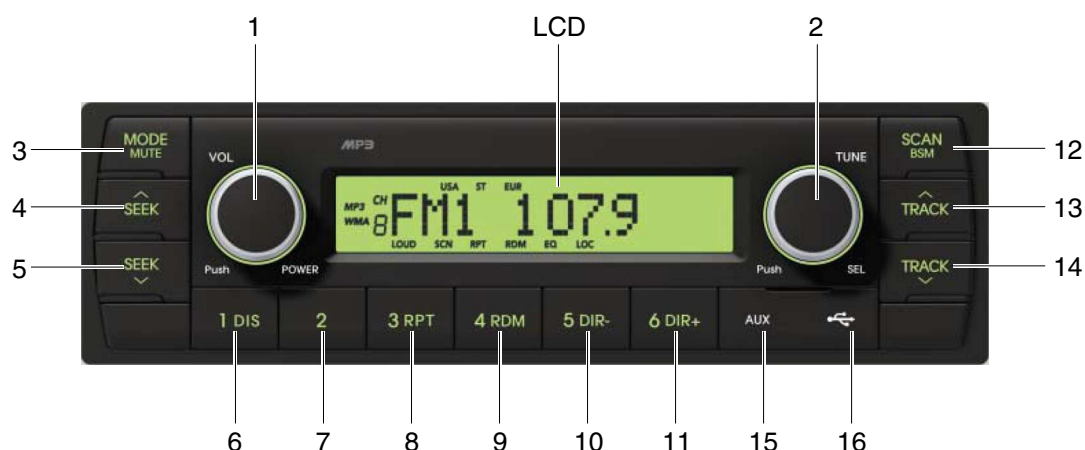 1 LCD 2
MP3
MODE
MUTE
VOL
TUNE
SCAN
BSM
3
12
USA ST EUR
MP3 CH
WMA 8 FM1 107.9
LOUD SCN RPT RDM EQ LOC
4
SEEK
TRACK
13
5
SEEK
Push POWER
Push SEL
TRACK
14
1 DIS 2 3 RPT 4 RDM 5 DIR- 6 DIR+ AUX
6 7 8 9 10 11 15 16